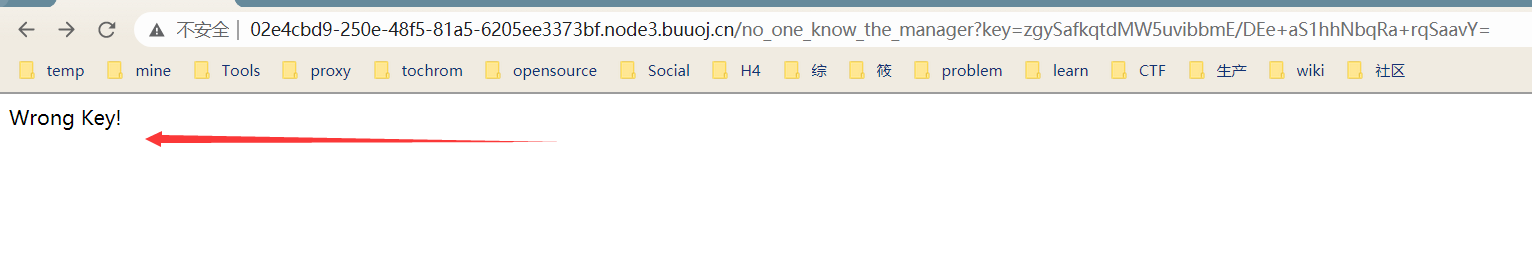 不安全 | 02e4cbd9-250e-48f5-81a5-6205ee3373bf.node3.buuoj.cn/no_one_know_the_manager?key=zgySafkqtdMW5uvibbmE/DEe+aS1hhNbqRa+rqSaavY=
temp mine Tools proxy tochrom opensource Social H4 综 筱 problem learn CTF 生产 wiki 社区
Wrong Key!